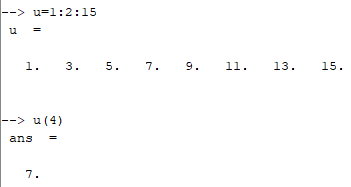 --> u=1:2:15
u  =
1.   3.   5.   7.   9.   11.   13.   15.
--> u(4)
ans  =
7.